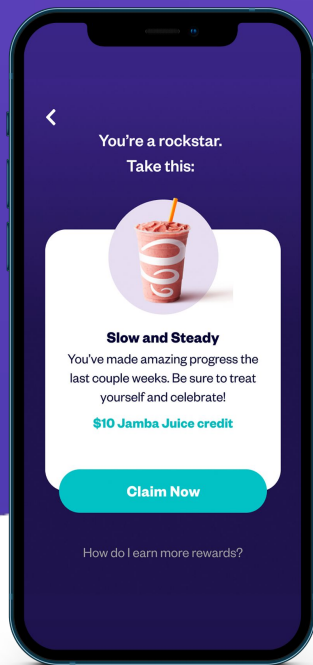 You're a rockstar.
Take this:
Slow and Steady
You've made amazing progress the
last couple weeks. Be sure to treat
yourself and celebrate!
$10 Jamba Juice credit
Claim Now
How do I earn more rewards?